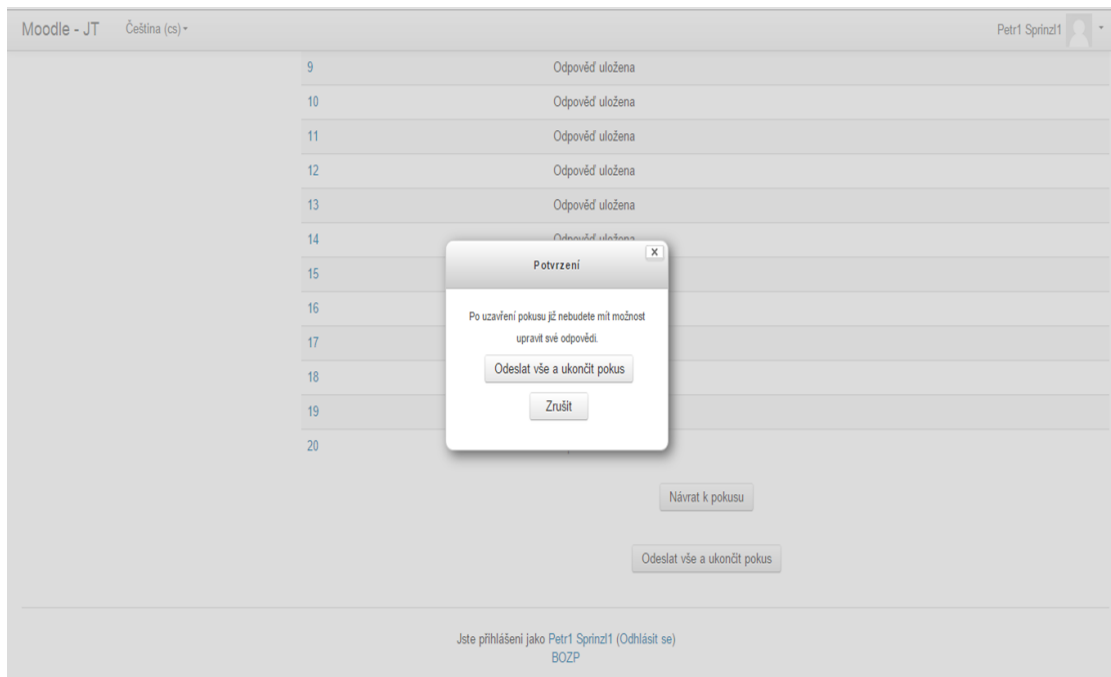 Moodle - JT Čeština (cs) Petr1 Sprinzl1
9 Odpověď uložena
10 Odpověď uložena
11 Odpověď uložena
12 Odpověď uložena
13 Odpověď uložena
14 Odpověď uložena
15
16
17
18
19
20
x
Potvrzení
Po uzavření pokusu již nebudete mít možnost
upravit své odpovědi.
Odeslat vše a ukončit pokus
Zrušit
Návrat k pokusu
Odeslat vše a ukončit pokus
Jste přihlášeni jako Petr1 Sprinzl1 (Odhlásit se)
BOZP